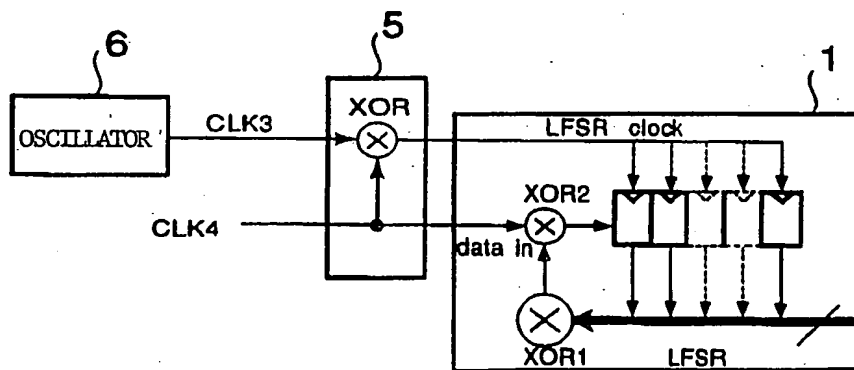 6
5
1
XOR
OSCILLATOR
CLK3
LFSR clock
XOR2
CLK4
data in
XOR1
LFSR